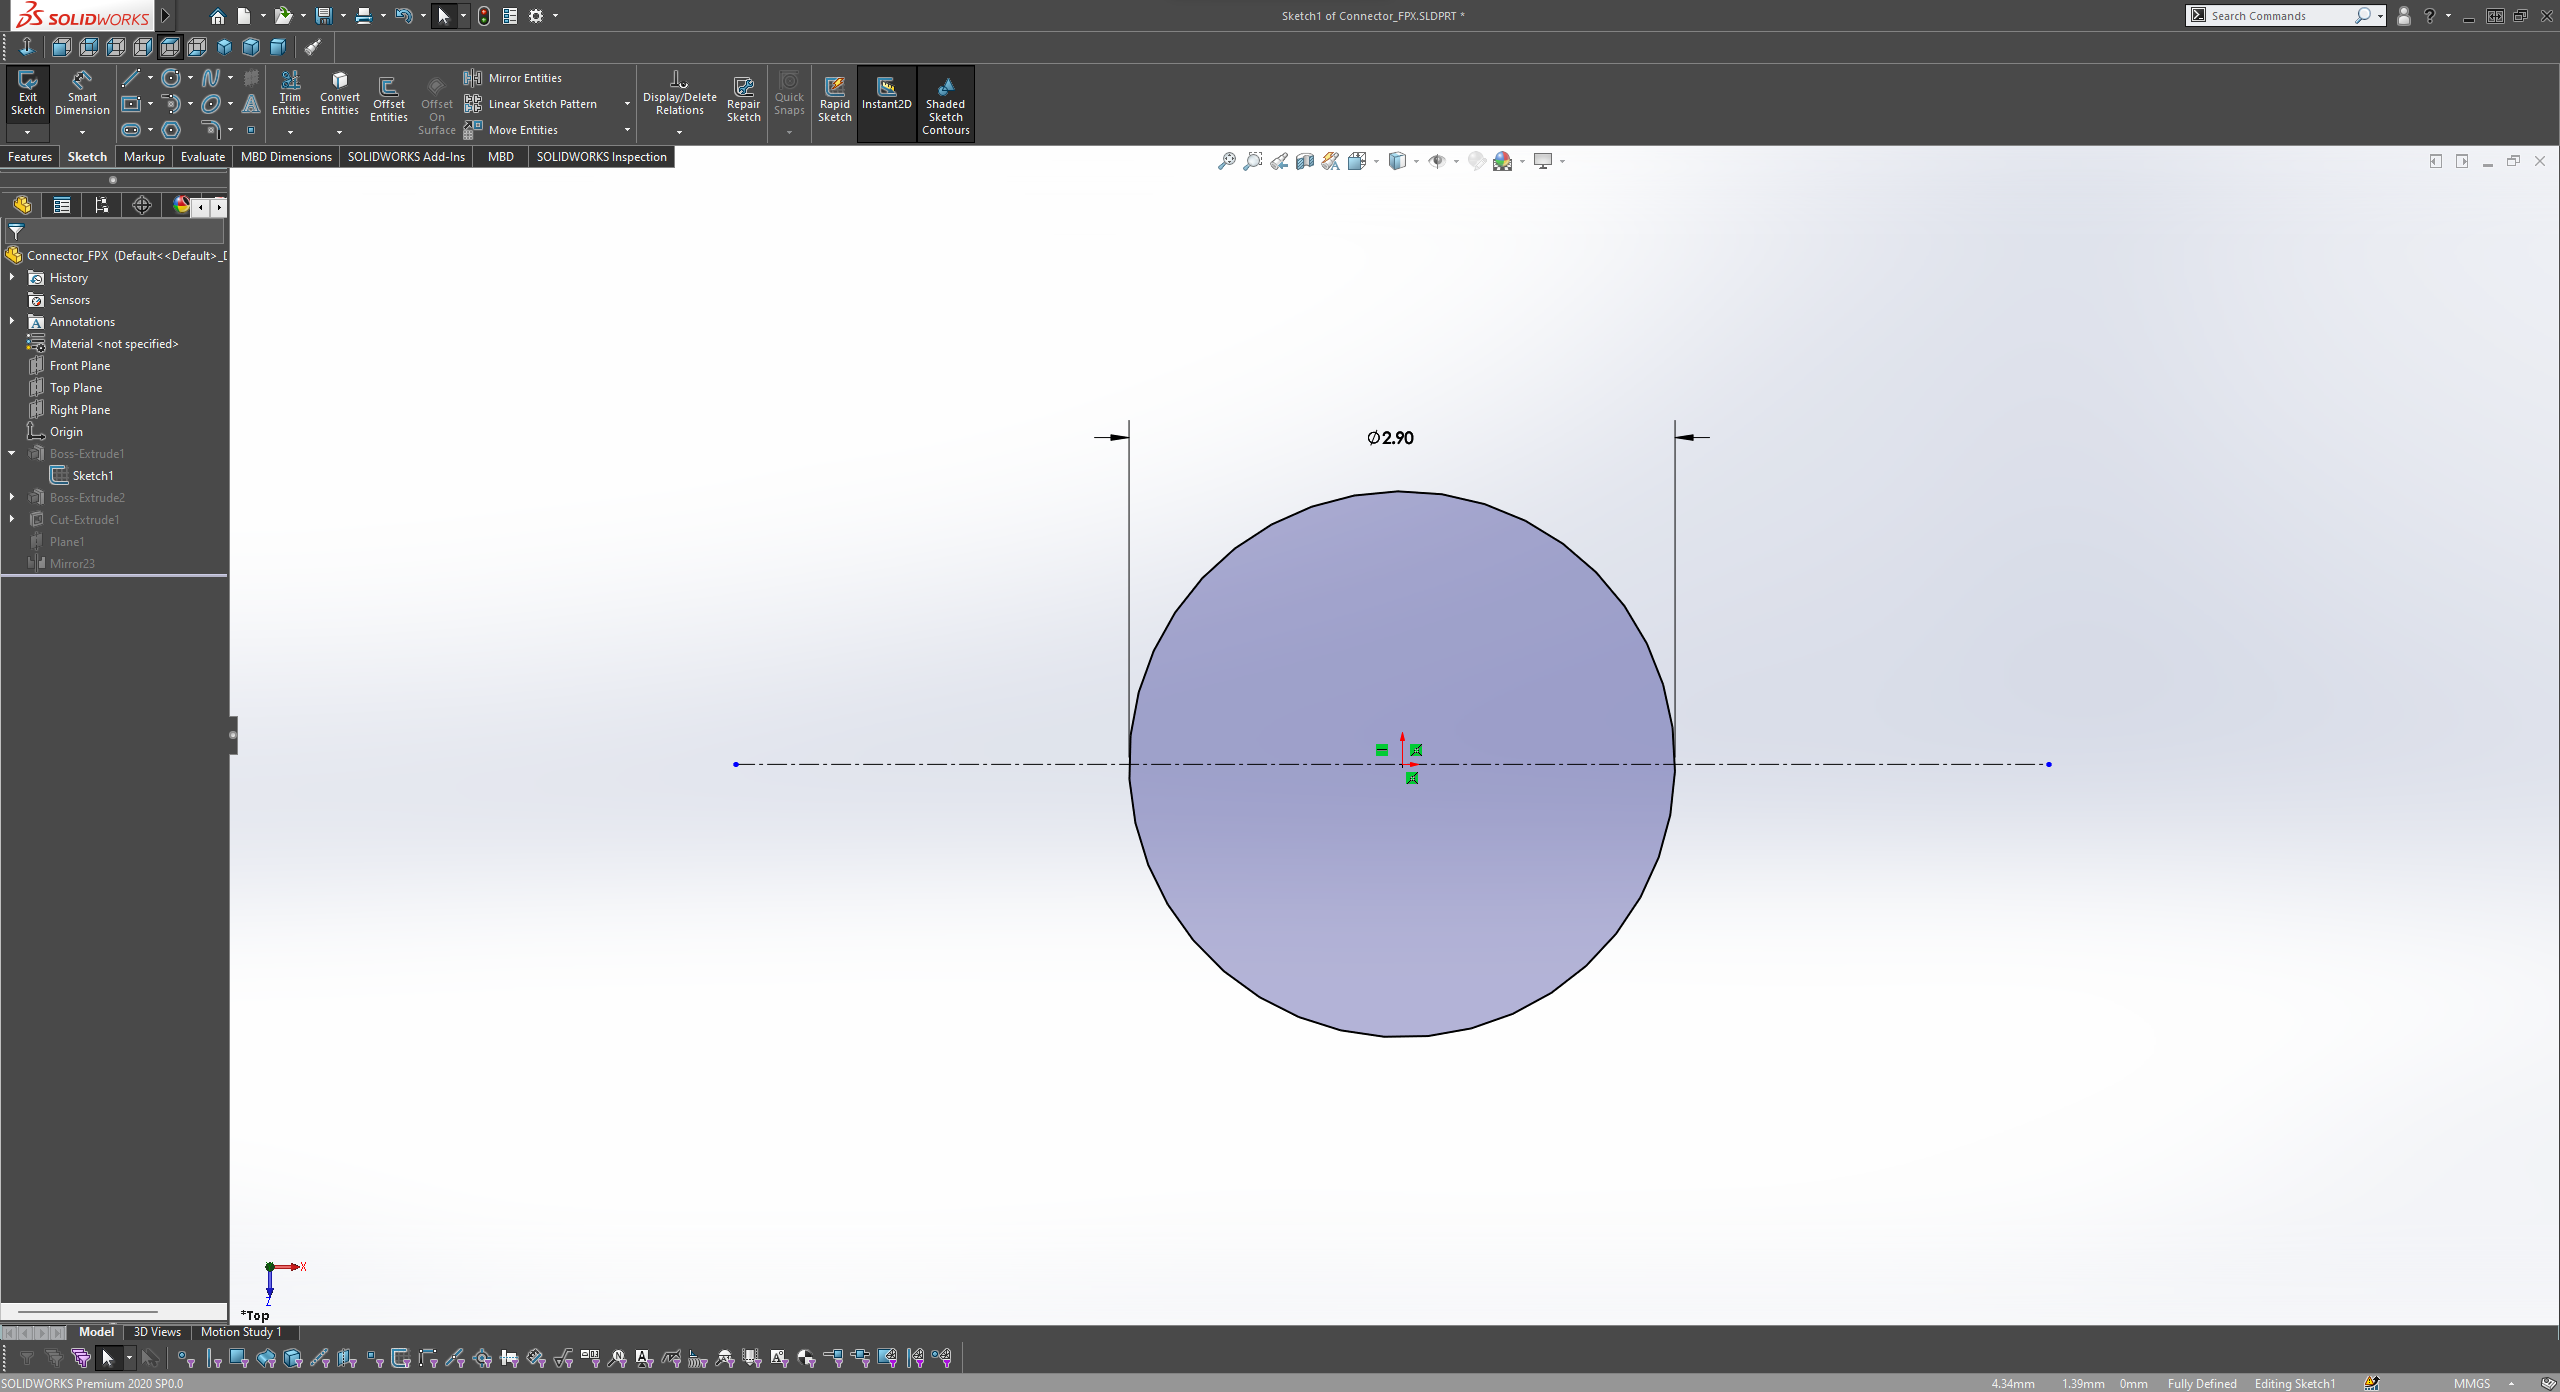 SOLIDWORKS
Sketch1 of Connector_FPX.SLDPRT *
Search Commands
Exit Sketch
Smart Dimension
Trim Entities
Convert Entities
Offset Entities
Offset On Surface
Mirror Entities
Linear Sketch Pattern
Move Entities
Display/Delete Relations
Repair Sketch
Quick Snaps
Rapid Sketch
Instant2D
Shaded Sketch Contours
Features Sketch Markup Evaluate MBD Dimensions SOLIDWORKS Add-Ins MBD SOLIDWORKS Inspection
Connector_FPX (Default<<Default>_D
History
Sensors
Annotations
Material <not specified>
Front Plane
Top Plane
Right Plane
Origin
Boss-Extrude1
Sketch1
Boss-Extrude2
Cut-Extrude1
Plane1
Mirror23
∅2.90
X
Z
*Top
Model 3D Views Motion Study 1
SOLIDWORKS Premium 2020 SP0.0
4.34mm 1.39mm 0mm Fully Defined Editing Sketch1 MMGS